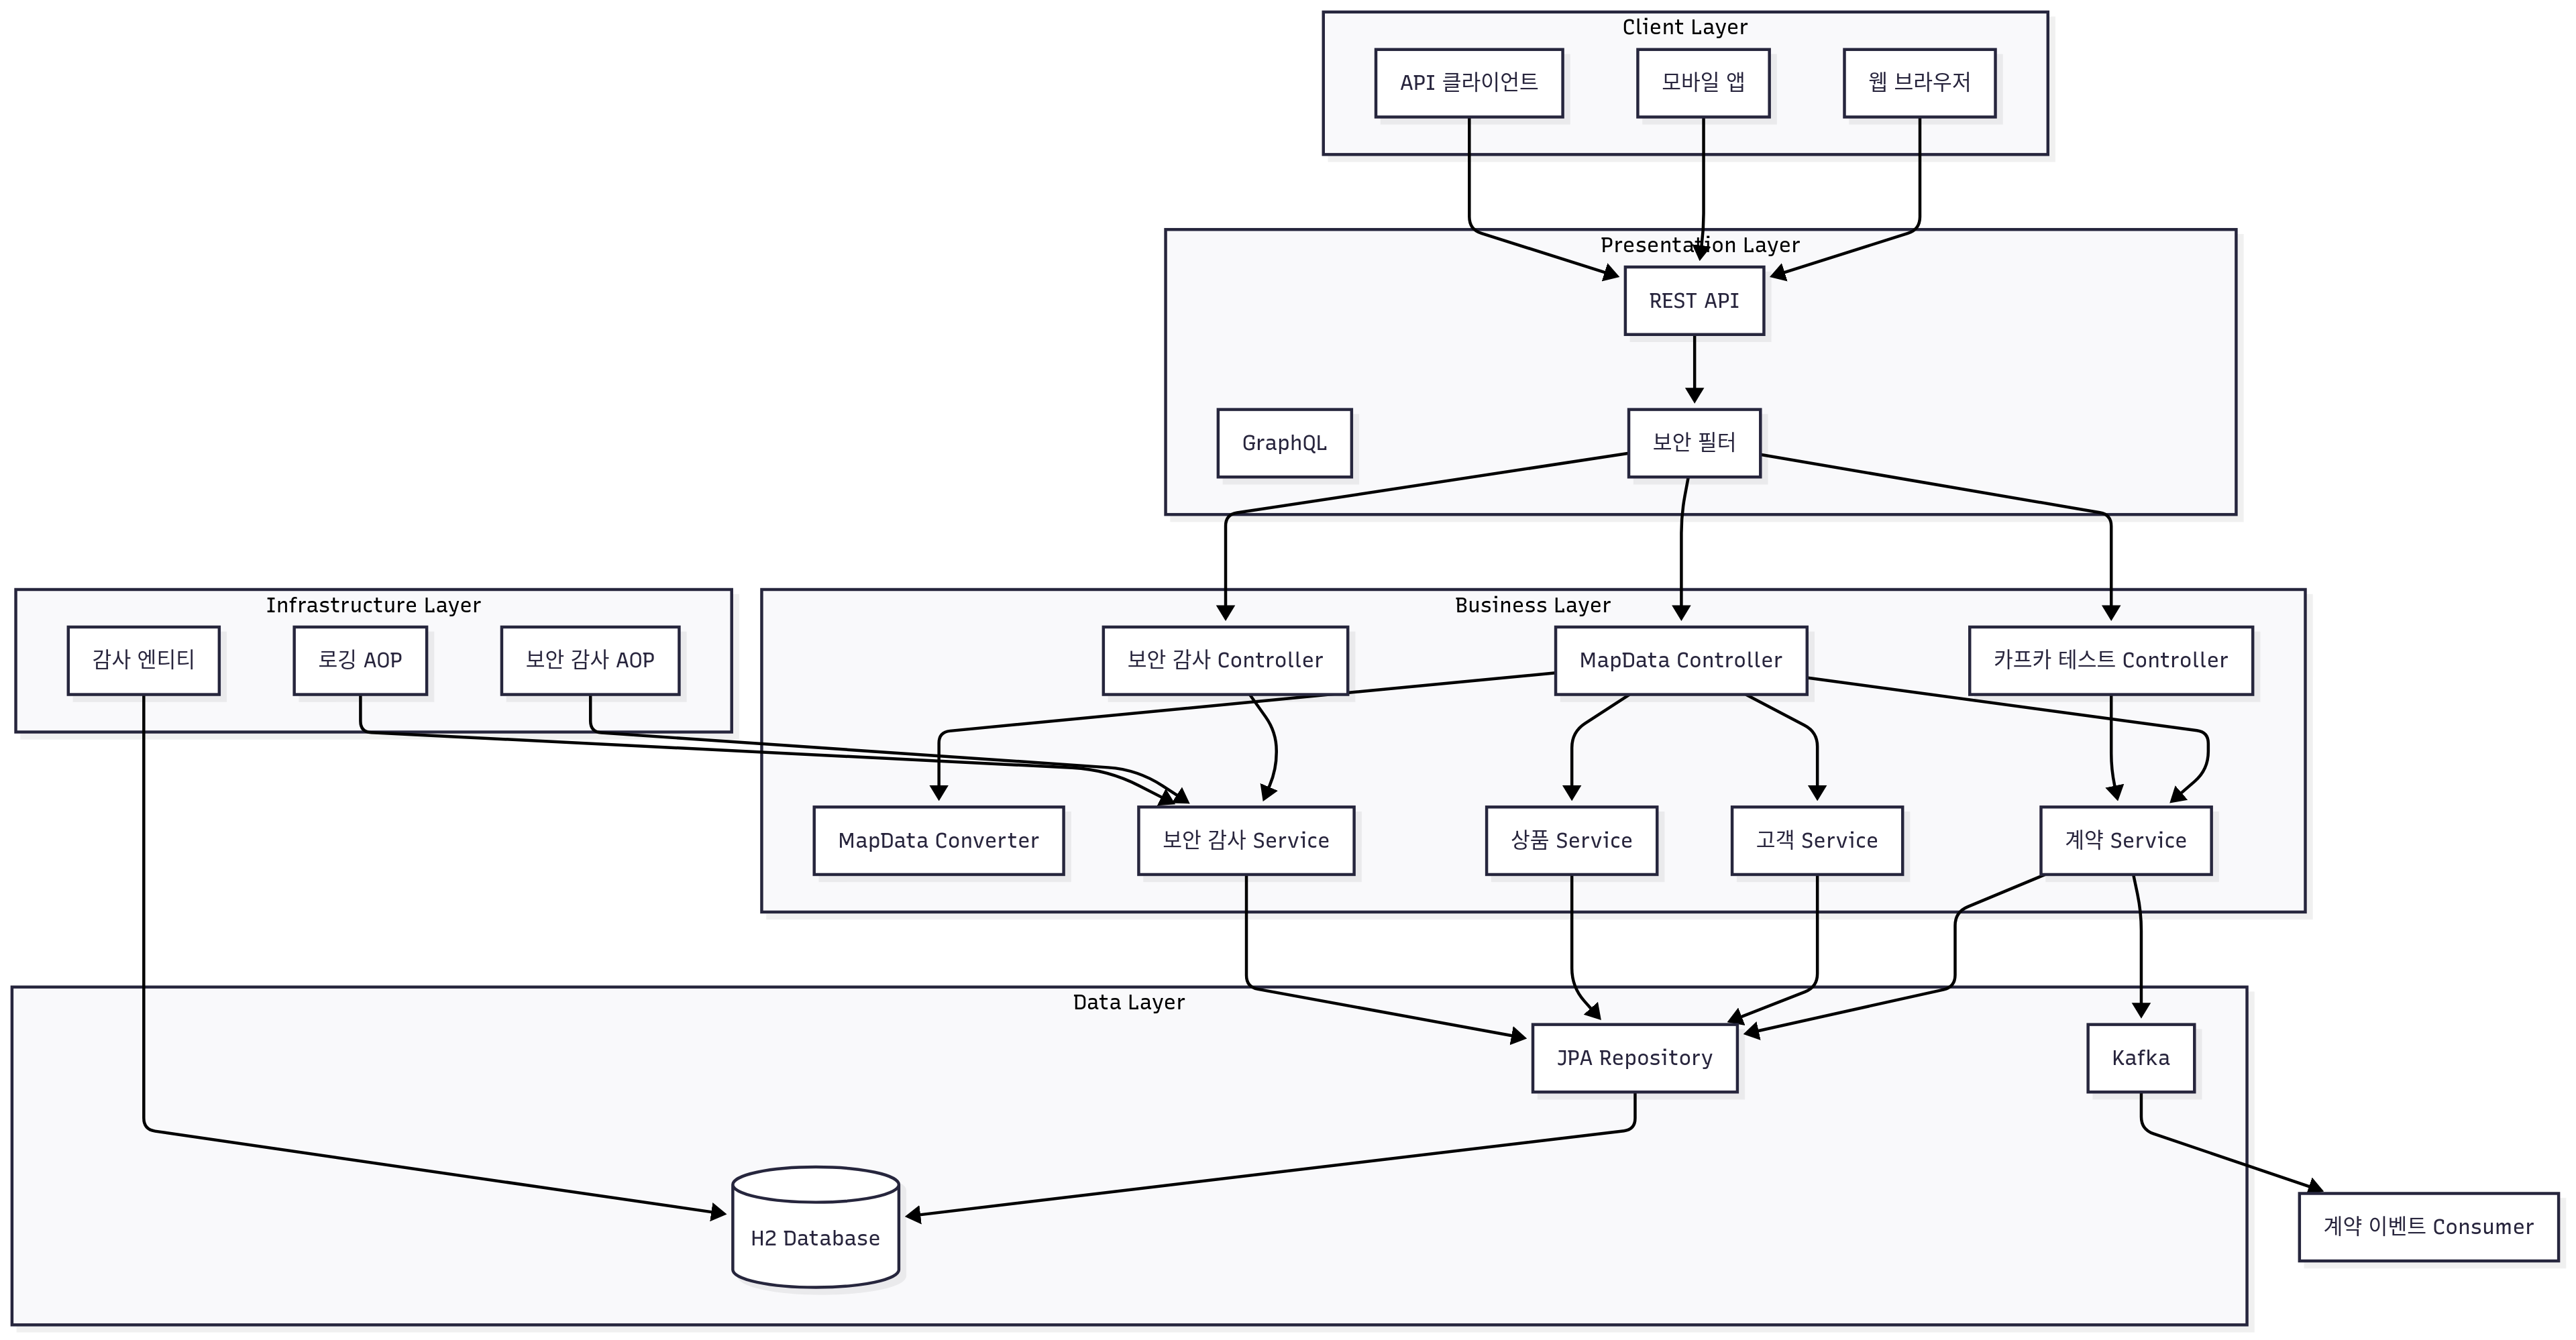 Client Layer
API 클라이언트
모바일 앱
웹 브라우저
Presentation Layer
REST API
GraphQL
보안 필터
Infrastructure Layer
감사 엔티티
로깅 AOP
보안 감사 AOP
Business Layer
보안 감사 Controller
MapData Controller
카프카 테스트 Controller
MapData Converter
보안 감사 Service
상품 Service
고객 Service
계약 Service
Data Layer
JPA Repository
Kafka
H2 Database
계약 이벤트 Consumer